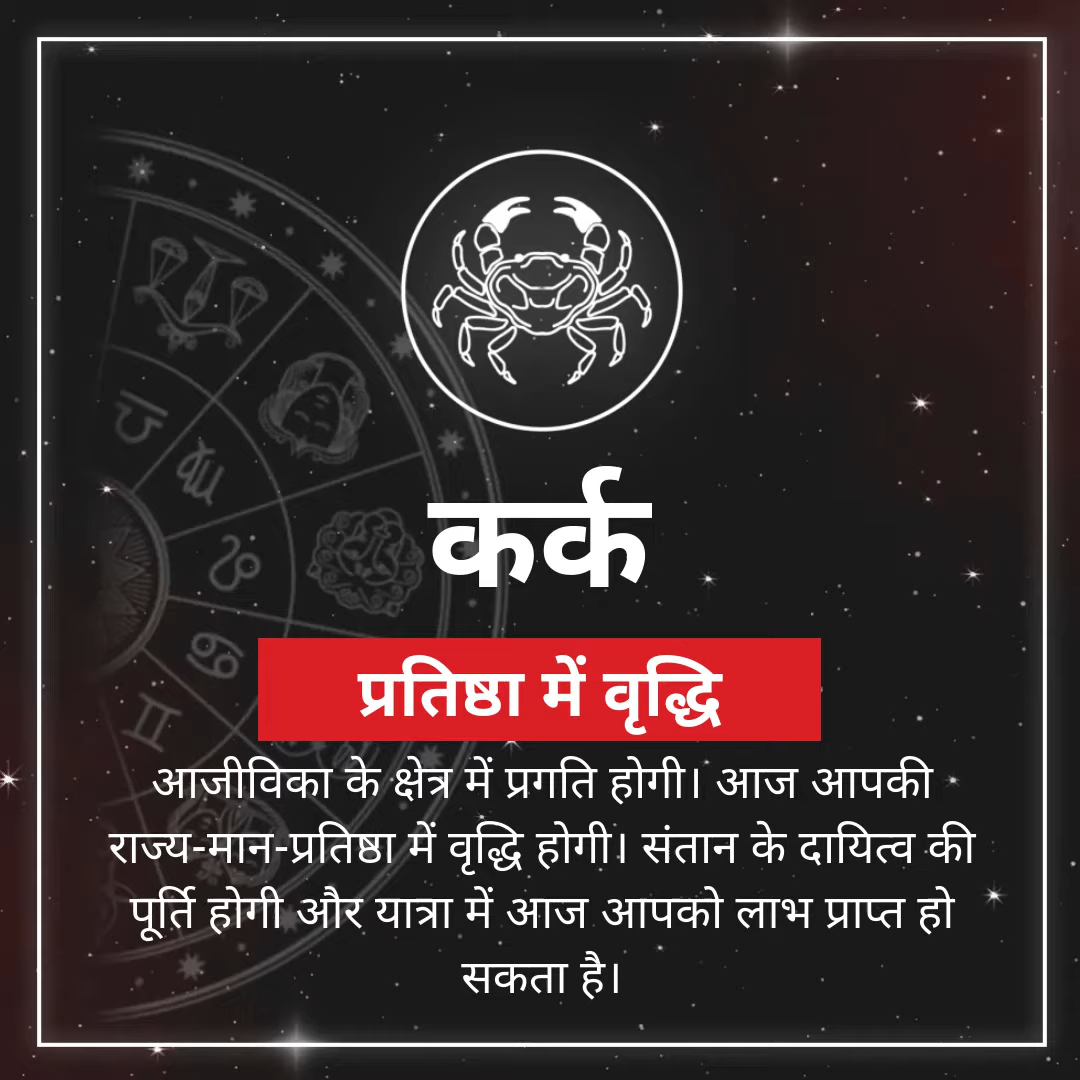 कर्क
प्रतिष्ठा में वृद्धि
आजीविका के क्षेत्र में प्रगति होगी। आज आपकी
राज्य-मान-प्रतिष्ठा में वृद्धि होगी। संतान के दायित्व की
पूर्ति होगी और यात्रा में आज आपको लाभ प्राप्त हो
सकता है।